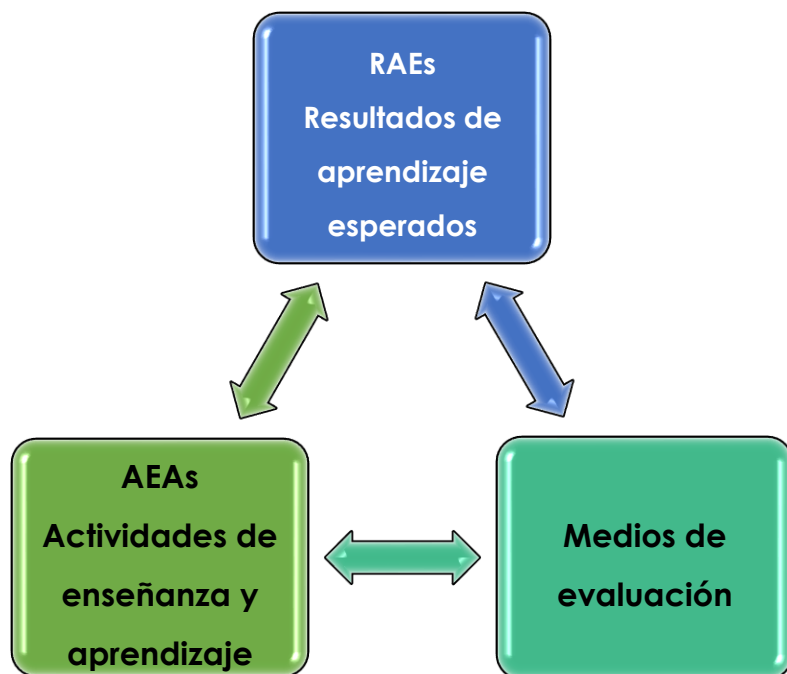 RAEs
Resultados de
aprendizaje
esperados
AEAs
Actividades de
enseñanza y
aprendizaje
Medios de
evaluación